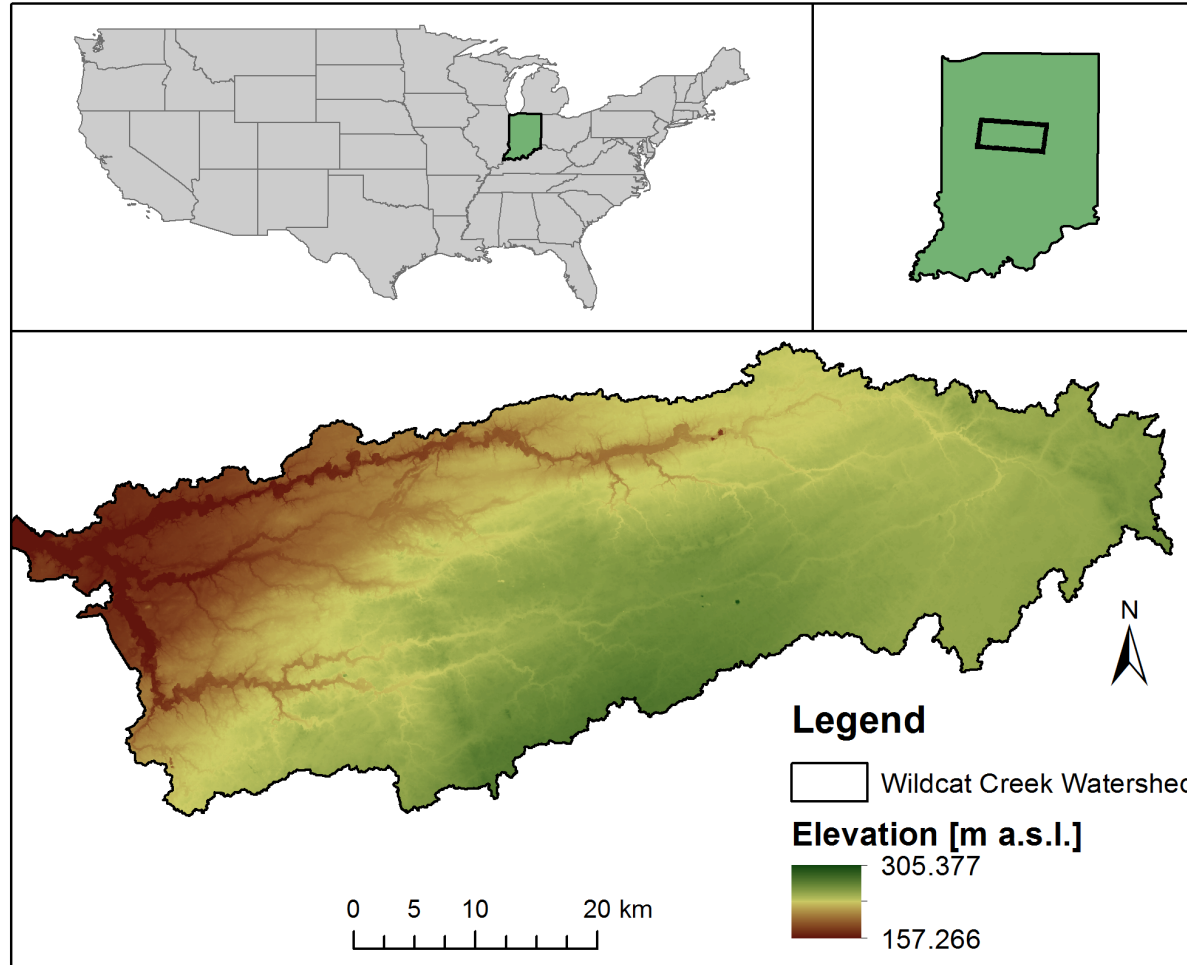 N
Legend
Wildcat Creek Watershed
Elevation [m a.s.l.]
305.377
157.266
0 5 10 20 km